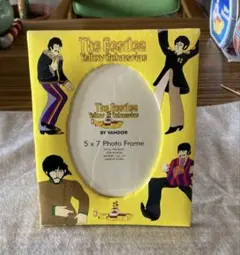 The Beatles
Yellow Submarine
The Beatles
Yellow Submarine
BY VANDOR
5 x 7 Photo Frame